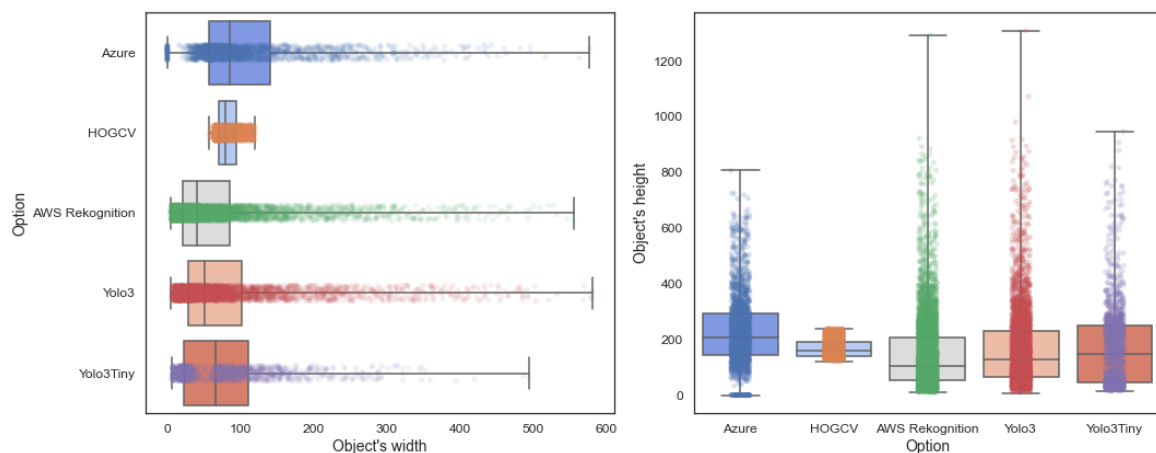 Option
Azure
HOGCV
AWS Rekognition
Yolo3
Yolo3Tiny
0 100 200 300 400 500 600
Object's width
Object's height
1200
1000
800
600
400
200
0
Azure HOGCV AWS Rekognition Yolo3 Yolo3Tiny
Option